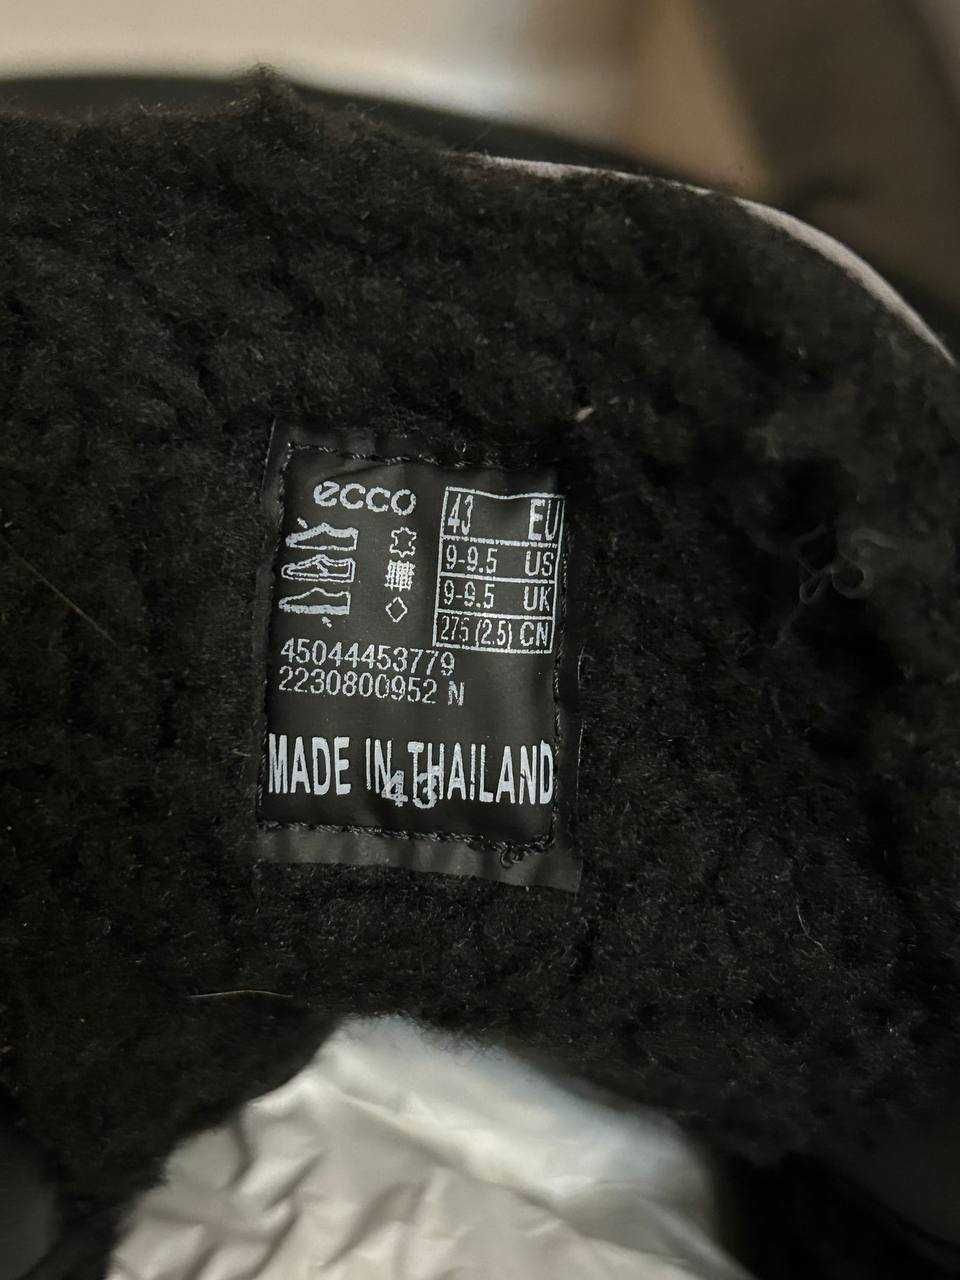 ecco
43 EU
9-9.5 US
9-9.5 UK
275 (2.5) CN
45044453779
2230800952 N
MADE IN THAILAND
43